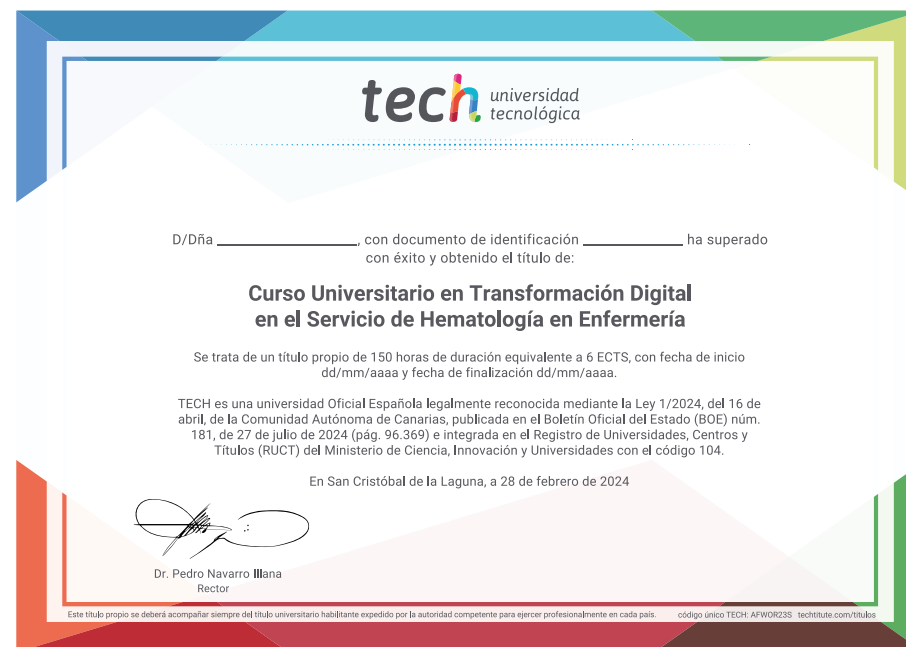 tech universidad
tecnológica
D/Dña ____________________, con documento de identificación ______________ ha superado
con éxito y obtenido el título de:
Curso Universitario en Transformación Digital
en el Servicio de Hematología en Enfermería
Se trata de un título propio de 150 horas de duración equivalente a 6 ECTS, con fecha de inicio
dd/mm/aaaa y fecha de finalización dd/mm/aaaa.
TECH es una universidad Oficial Española legalmente reconocida mediante la Ley 1/2024, del 16 de
abril, de la Comunidad Autónoma de Canarias, publicada en el Boletín Oficial del Estado (BOE) núm.
181, de 27 de julio de 2024 (pág. 96.369) e integrada en el Registro de Universidades, Centros y
Títulos (RUCT) del Ministerio de Ciencia, Innovación y Universidades con el código 104.
En San Cristóbal de la Laguna, a 28 de febrero de 2024
Dr. Pedro Navarro Illana
Rector
Este título propio se deberá acompañar siempre del título universitario habilitante expedido por la autoridad competente para ejercer profesionalmente en cada país. código único TECH: AFWOR23S techtitute.com/titulos